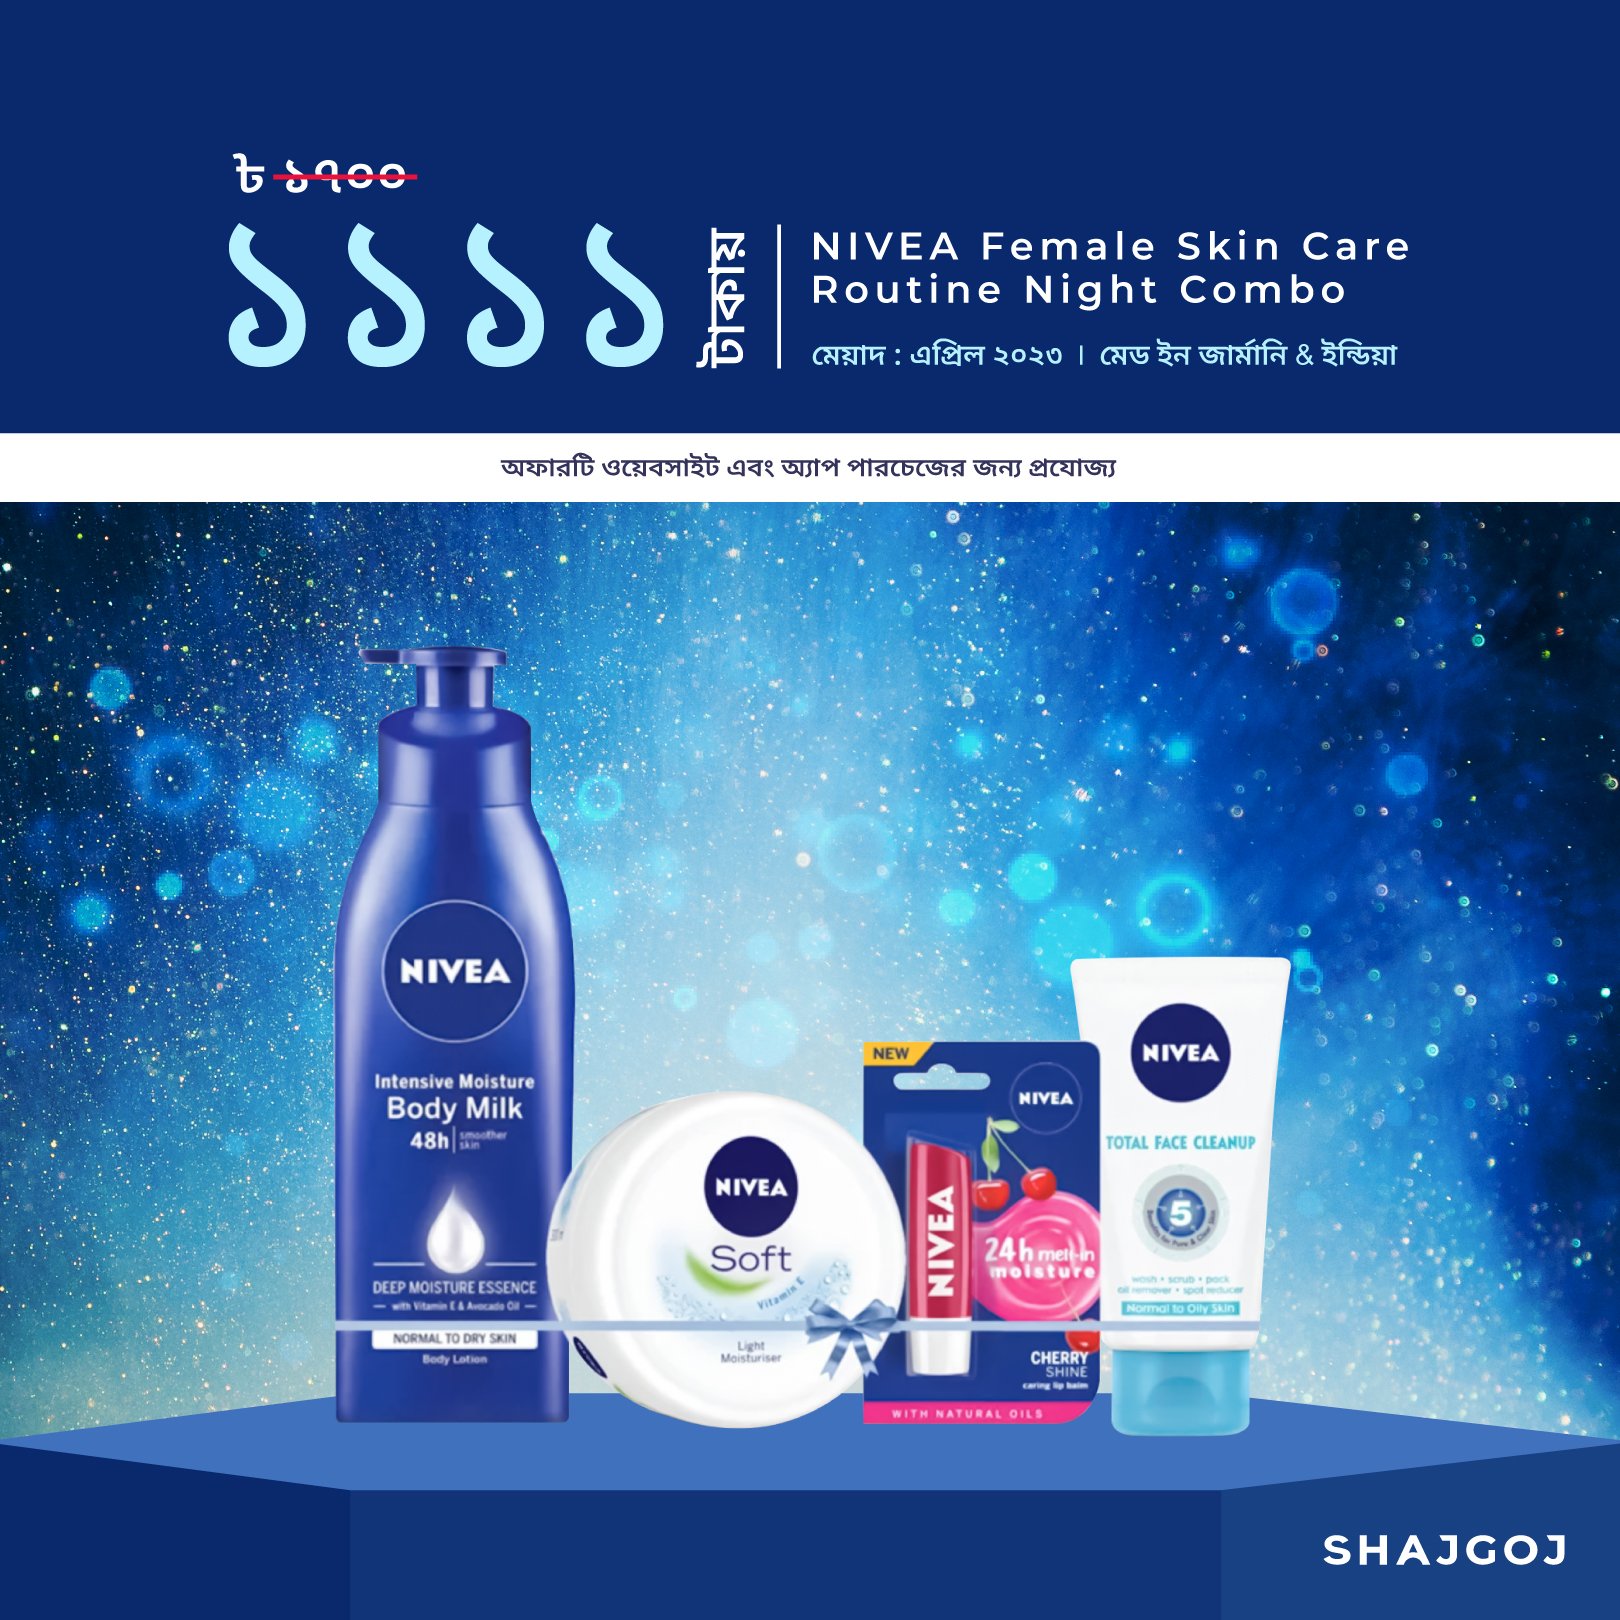 ৳ ১৭০০
১১১১ টাকায়
NIVEA Female Skin Care
Routine Night Combo
মেয়াদ : এপ্রিল ২০২৩ । মেড ইন জার্মানি & ইন্ডিয়া
অফারটি ওয়েবসাইট এবং অ্যাপ পারচেজের জন্য প্রযোজ্য
NIVEA
Intensive Moisture
Body Milk
48h smoother
skin
DEEP MOISTURE ESSENCE
with Vitamin E & Avocado Oil
NORMAL TO DRY SKIN
Body Lotion
NIVEA
Soft
Vitamin E
Light
Moisturiser
NEW
NIVEA
NIVEA
24h melt-in
moisture
CHERRY
SHINE
caring lip balm
WITH NATURAL OILS
NIVEA
TOTAL FACE CLEANUP
5
wash • scrub • pack
oil remover • spot reducer
Normal to Oily Skin
SHAJGOJ